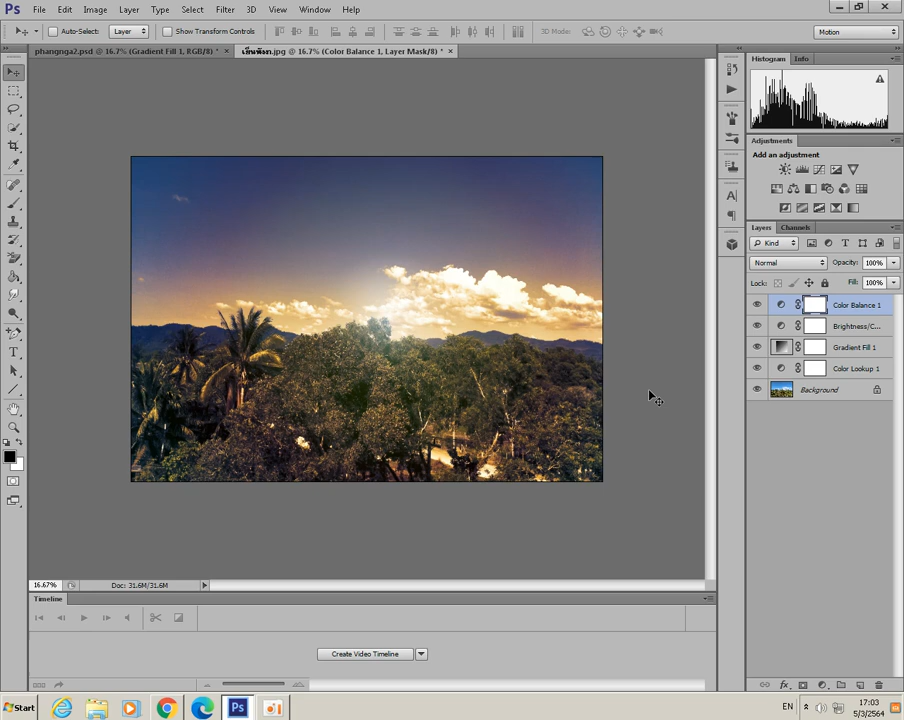 Ps File Edit Image Layer Type Select Filter 3D View Window Help
Auto-Select: Layer Show Transform Controls 3D Mode: Motion
phangnga2.psd @ 16.7% (Gradient Fill 1, RGB/8) * × .jpg @ 16.7% (Color Balance 1, Layer Mask/8) * ×
Histogram Info
Adjustments
Add an adjustment
Layers Channels
Kind
Normal Opacity: 100%
Lock: Fill: 100%
Color Balance 1
Brightness/C...
Gradient Fill 1
Color Lookup 1
Background
16.67% Doc: 31.6M/31.6M
Timeline
Create Video Timeline
fx
Start Ps EN 17:03
5/3/2564